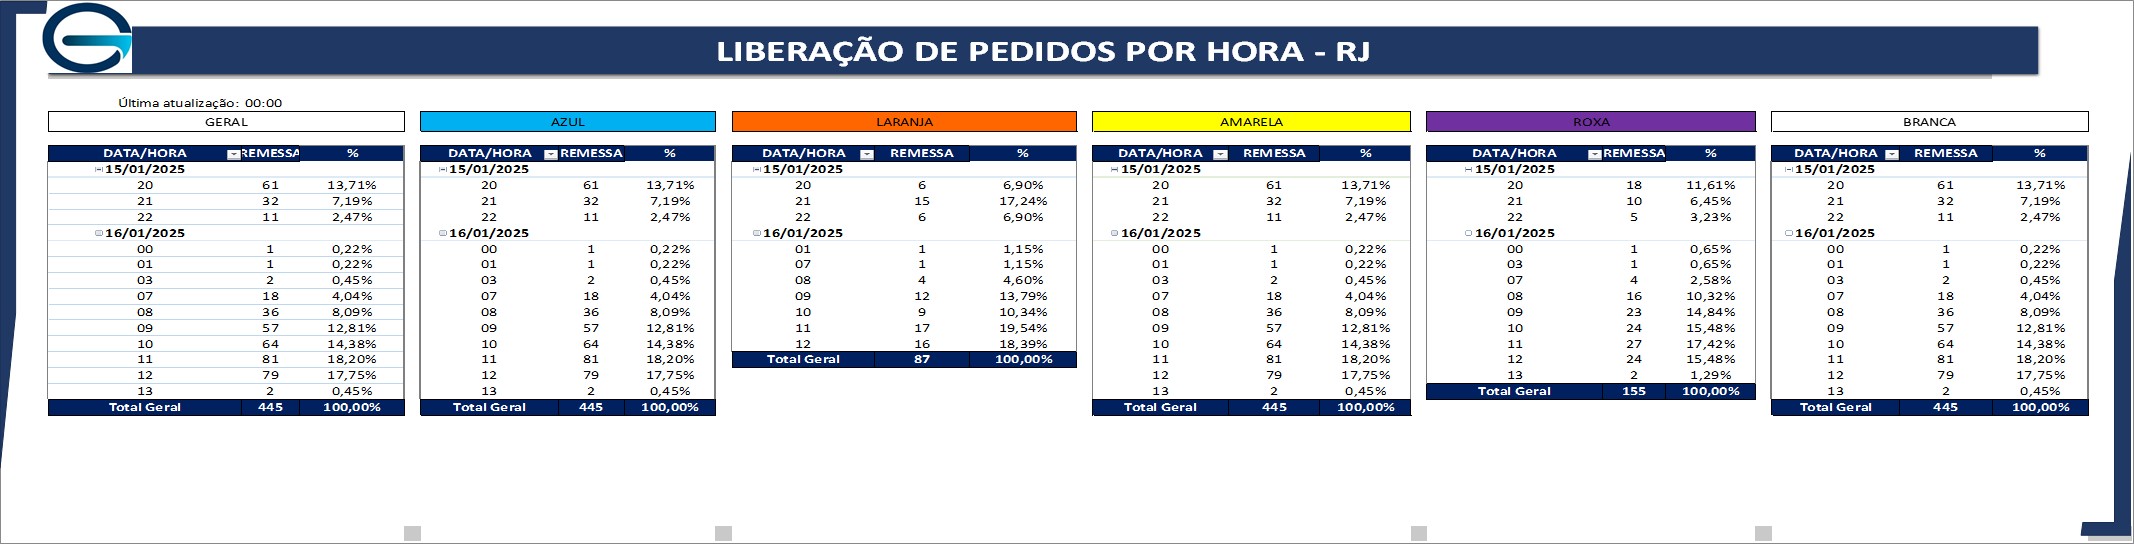 LIBERAÇÃO DE PEDIDOS POR HORA - RJ
Última atualização: 00:00
GERAL
DATA/HORA REMESSA %
15/01/2025
20 61 13,71%
21 32 7,19%
22 11 2,47%
16/01/2025
00 1 0,22%
01 1 0,22%
03 2 0,45%
07 18 4,04%
08 36 8,09%
09 57 12,81%
10 64 14,38%
11 81 18,20%
12 79 17,75%
13 2 0,45%
Total Geral 445 100,00%
AZUL
DATA/HORA REMESSA %
15/01/2025
20 61 13,71%
21 32 7,19%
22 11 2,47%
16/01/2025
00 1 0,22%
01 1 0,22%
03 2 0,45%
07 18 4,04%
08 36 8,09%
09 57 12,81%
10 64 14,38%
11 81 18,20%
12 79 17,75%
13 2 0,45%
Total Geral 445 100,00%
LARANJA
DATA/HORA REMESSA %
15/01/2025
20 6 6,90%
21 15 17,24%
22 6 6,90%
16/01/2025
01 1 1,15%
07 1 1,15%
08 4 4,60%
09 12 13,79%
10 9 10,34%
11 17 19,54%
12 16 18,39%
Total Geral 87 100,00%
AMARELA
DATA/HORA REMESSA %
15/01/2025
20 61 13,71%
21 32 7,19%
22 11 2,47%
16/01/2025
00 1 0,22%
01 1 0,22%
03 2 0,45%
07 18 4,04%
08 36 8,09%
09 57 12,81%
10 64 14,38%
11 81 18,20%
12 79 17,75%
13 2 0,45%
Total Geral 445 100,00%
ROXA
DATA/HORA REMESSA %
15/01/2025
20 18 11,61%
21 10 6,45%
22 5 3,23%
16/01/2025
00 1 0,65%
03 1 0,65%
07 4 2,58%
08 16 10,32%
09 23 14,84%
10 24 15,48%
11 27 17,42%
12 24 15,48%
13 2 1,29%
Total Geral 155 100,00%
BRANCA
DATA/HORA REMESSA %
15/01/2025
20 61 13,71%
21 32 7,19%
22 11 2,47%
16/01/2025
00 1 0,22%
01 1 0,22%
03 2 0,45%
07 18 4,04%
08 36 8,09%
09 57 12,81%
10 64 14,38%
11 81 18,20%
12 79 17,75%
13 2 0,45%
Total Geral 445 100,00%